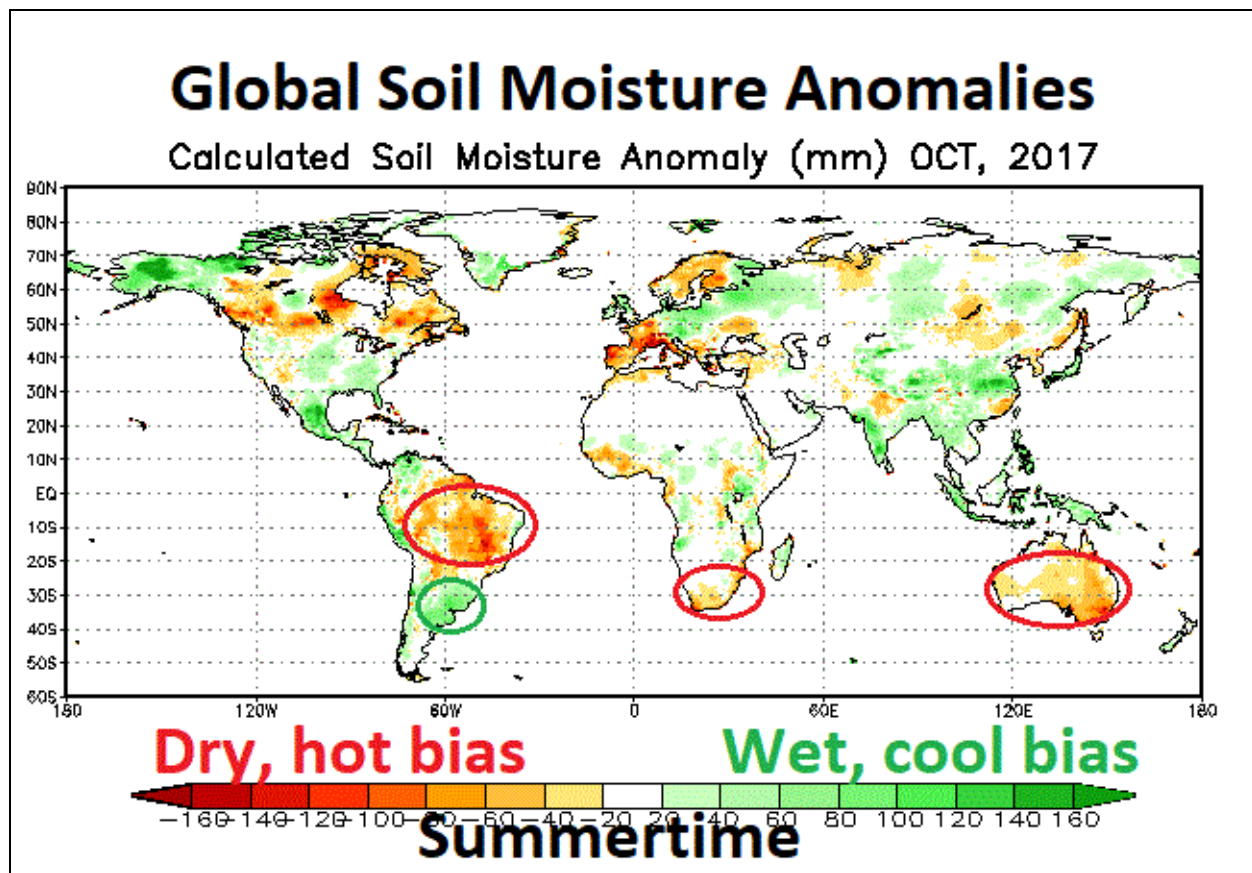 Global Soil Moisture Anomalies
Calculated Soil Moisture Anomaly (mm) OCT, 2017
90N
80N
70N
60N
50N
40N
30N
20N
10N
EQ
10S
20S
30S
40S
50S
60S
180 120W 60W 0 60E 120E 180
Dry, hot bias Wet, cool bias
-160 -140 -120 -100 -80 -60 -40 -20 20 40 60 80 100 120 140 160
Summertime